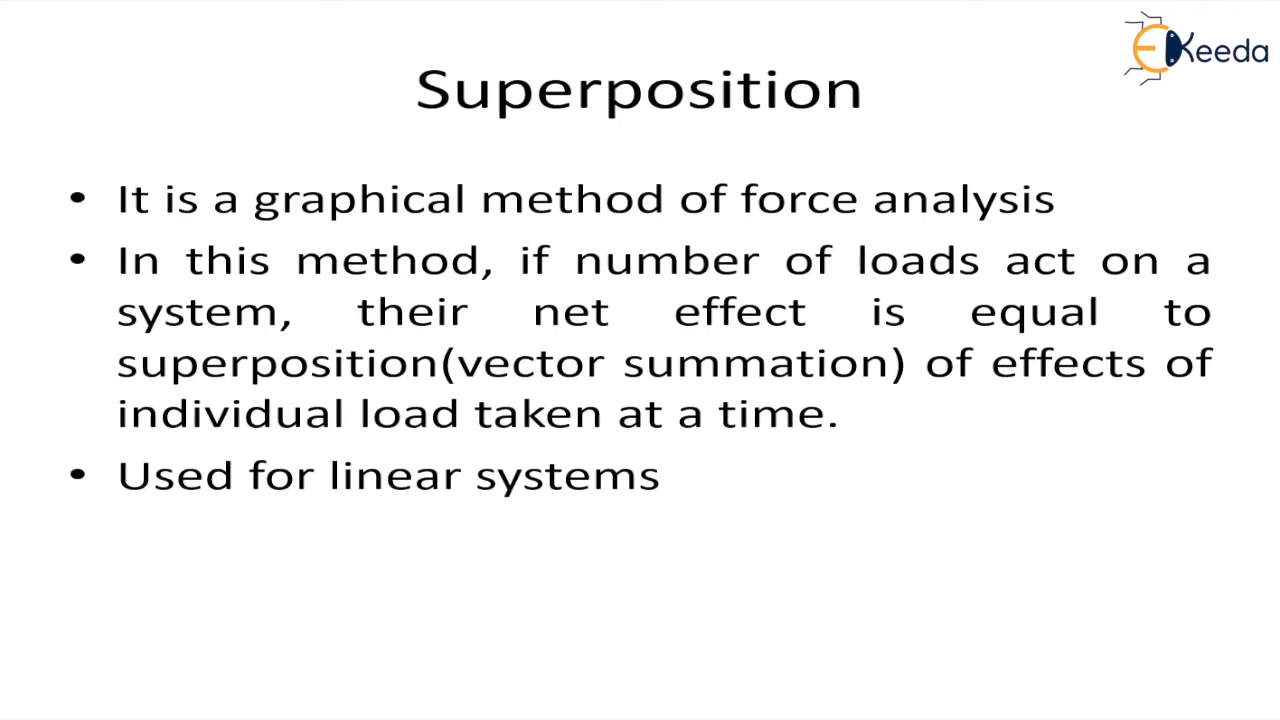 EKeeda
Superposition
• It is a graphical method of force analysis
• In this method, if number of loads act on a
system, their net effect is equal to
superposition(vector summation) of effects of
individual load taken at a time.
• Used for linear systems